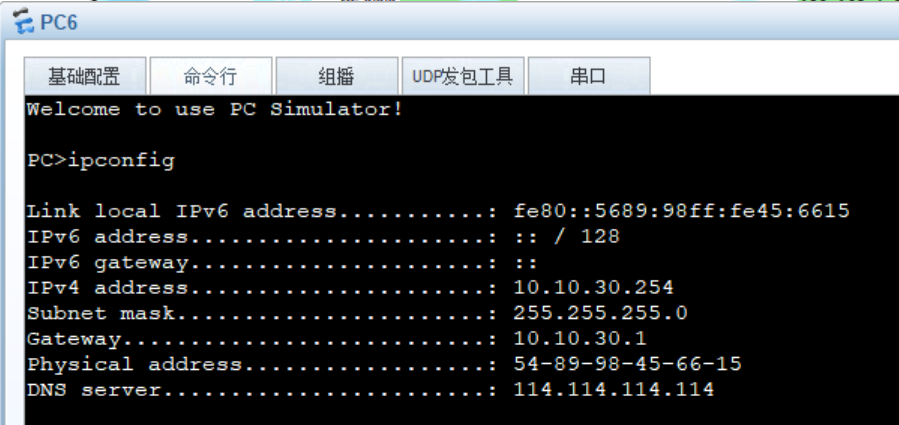 PC6
基础配置 命令行 组播 UDP发包工具 串口
Welcome to use PC Simulator!
PC>ipconfig
Link local IPv6 address...........: fe80::5689:98ff:fe45:6615
IPv6 address......................: :: / 128
IPv6 gateway......................: ::
IPv4 address......................: 10.10.30.254
Subnet mask.......................: 255.255.255.0
Gateway...........................: 10.10.30.1
Physical address..................: 54-89-98-45-66-15
DNS server........................: 114.114.114.114